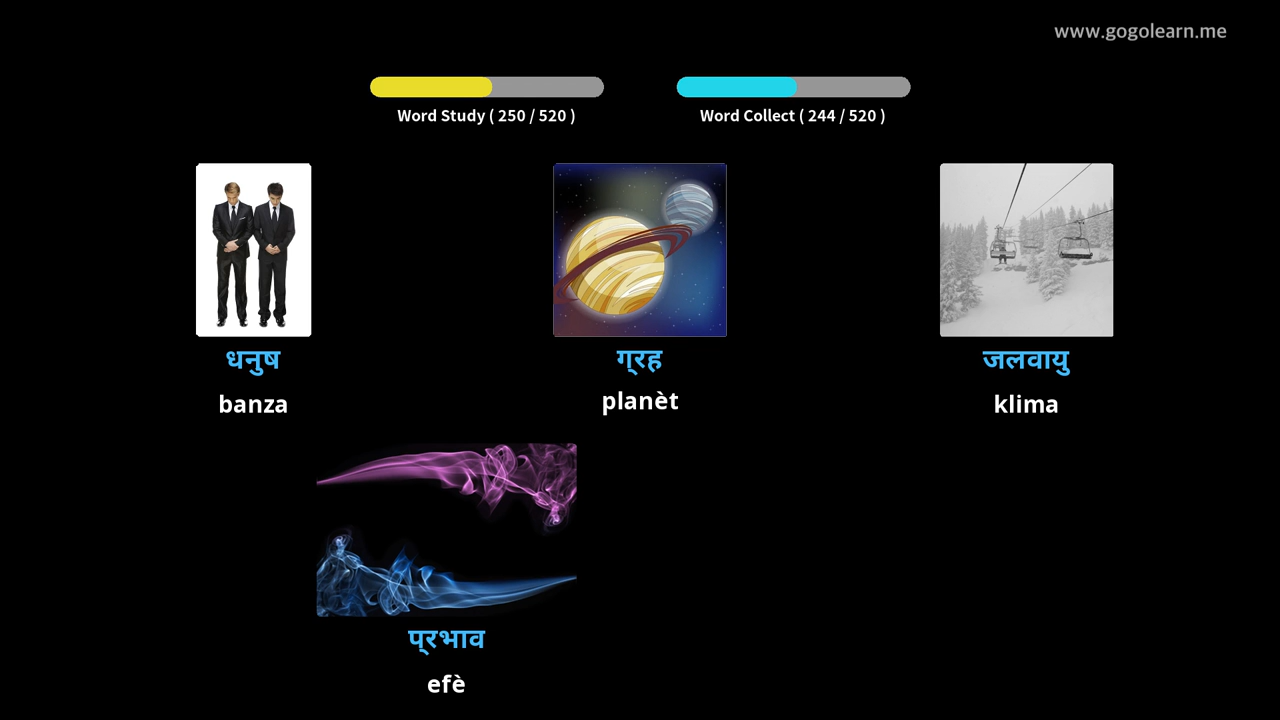 www.gogolearn.me
Word Study ( 250 / 520 )
Word Collect ( 244 / 520 )
धनुष
banza
ग्रह
planèt
जलवायु
klima
प्रभाव
efè